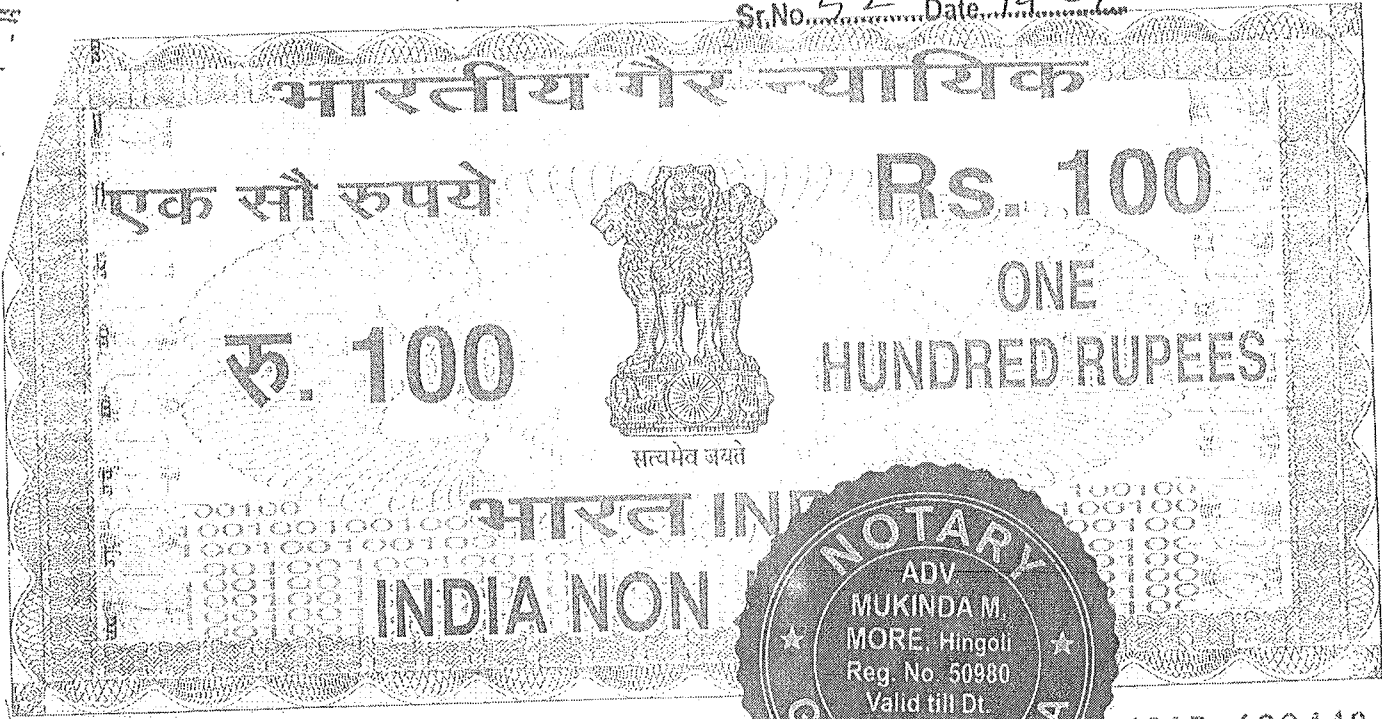 Sr.No. 52 Date
भारतीय गैर न्यायिक
एक सौ रुपये
Rs. 100
रु. 100
ONE
HUNDRED RUPEES
सत्यमेव जयते
भारत
INDIA NON
NOTARY
ADV
MUKINDA M.
MORE, Hingoli
Reg. No. 50980
Valid till Dt.